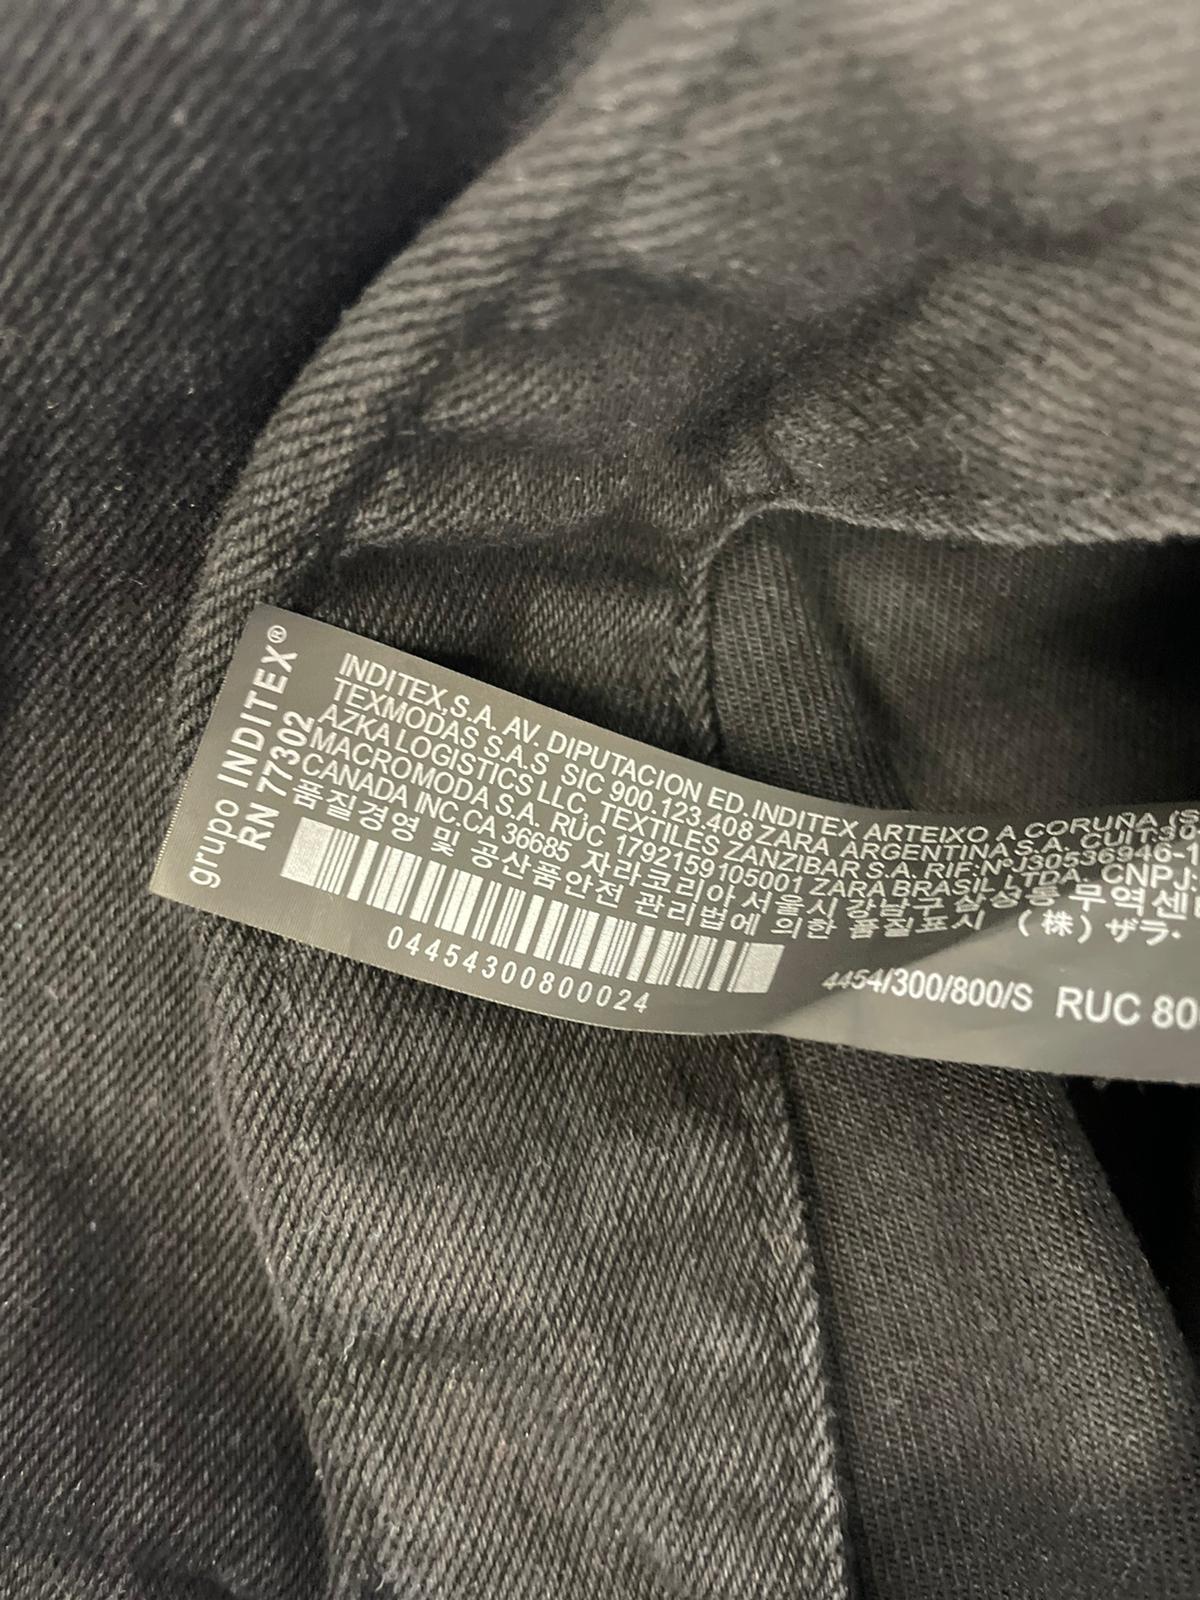 grupo INDITEX®
RN 77302
INDITEX,S.A. AV. DIPUTACION ED.INDITEX ARTEIXO A CORUÑA (S
TEXMODAS S.A.S SIC 900.123.408 ZARA ARGENTINA S.A. CUIT:30
AZKA LOGISTICS LLC, TEXTILES ZANZIBAR S.A. RIF:NºJ30536946-1
MACROMODA S.A. RUC 1792159105001 ZARA BRASIL LTDA. CNPJ:
CANADA INC.CA 36685 자라코리아 서울시 강남구 삼성동 무역센
품질경영 및 공산품안전 관리법에 의한 품질표시 (株) ザラ・
04454300800024
4454/300/800/S RUC 80